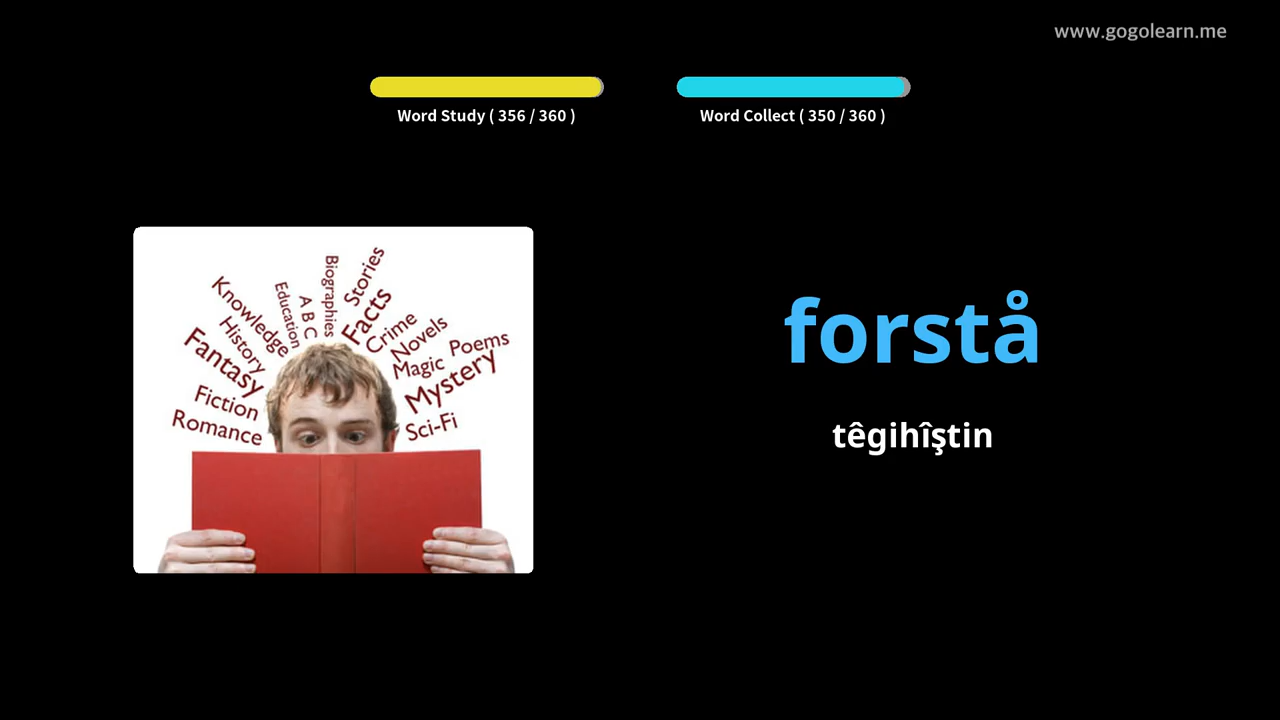 www.gogolearn.me
Word Study ( 356 / 360 )
Word Collect ( 350 / 360 )
forstå
têgihîştin
Knowledge
History
Fantasy
Fiction
Romance
Education
A B C
Biographies
Stories
Facts
Crime
Novels
Magic
Poems
Mystery
Sci-Fi